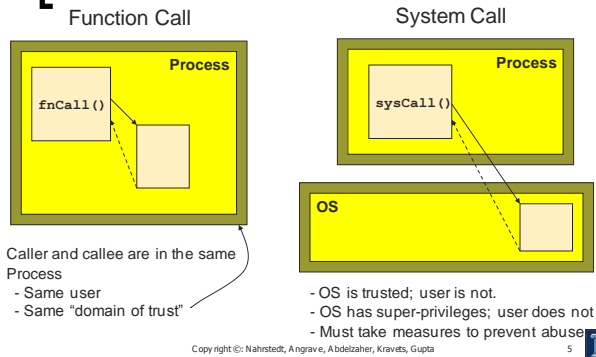 Function Call
Process
fnCall()
Caller and callee are in the same
Process
- Same user
- Same “domain of trust”
System Call
Process
sysCall()
OS
- OS is trusted; user is not.
- OS has super-privileges; user does not
- Must take measures to prevent abuse
Copyright ©: Nahrstedt, Angrave, Abdelzaher, Kravets, Gupta
5